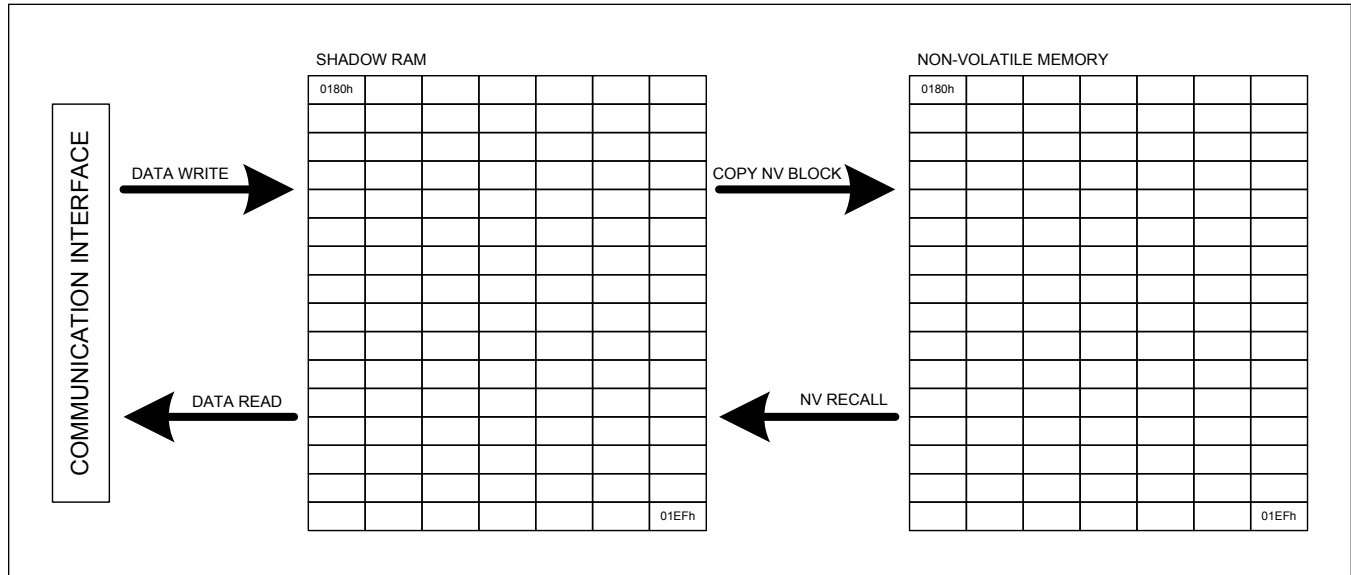 SHADOW RAM
NON-VOLATILE MEMORY
0180h
0180h
COMMUNICATION INTERFACE
DATA WRITE
COPY NV BLOCK
DATA READ
NV RECALL
01EFh
01EFh